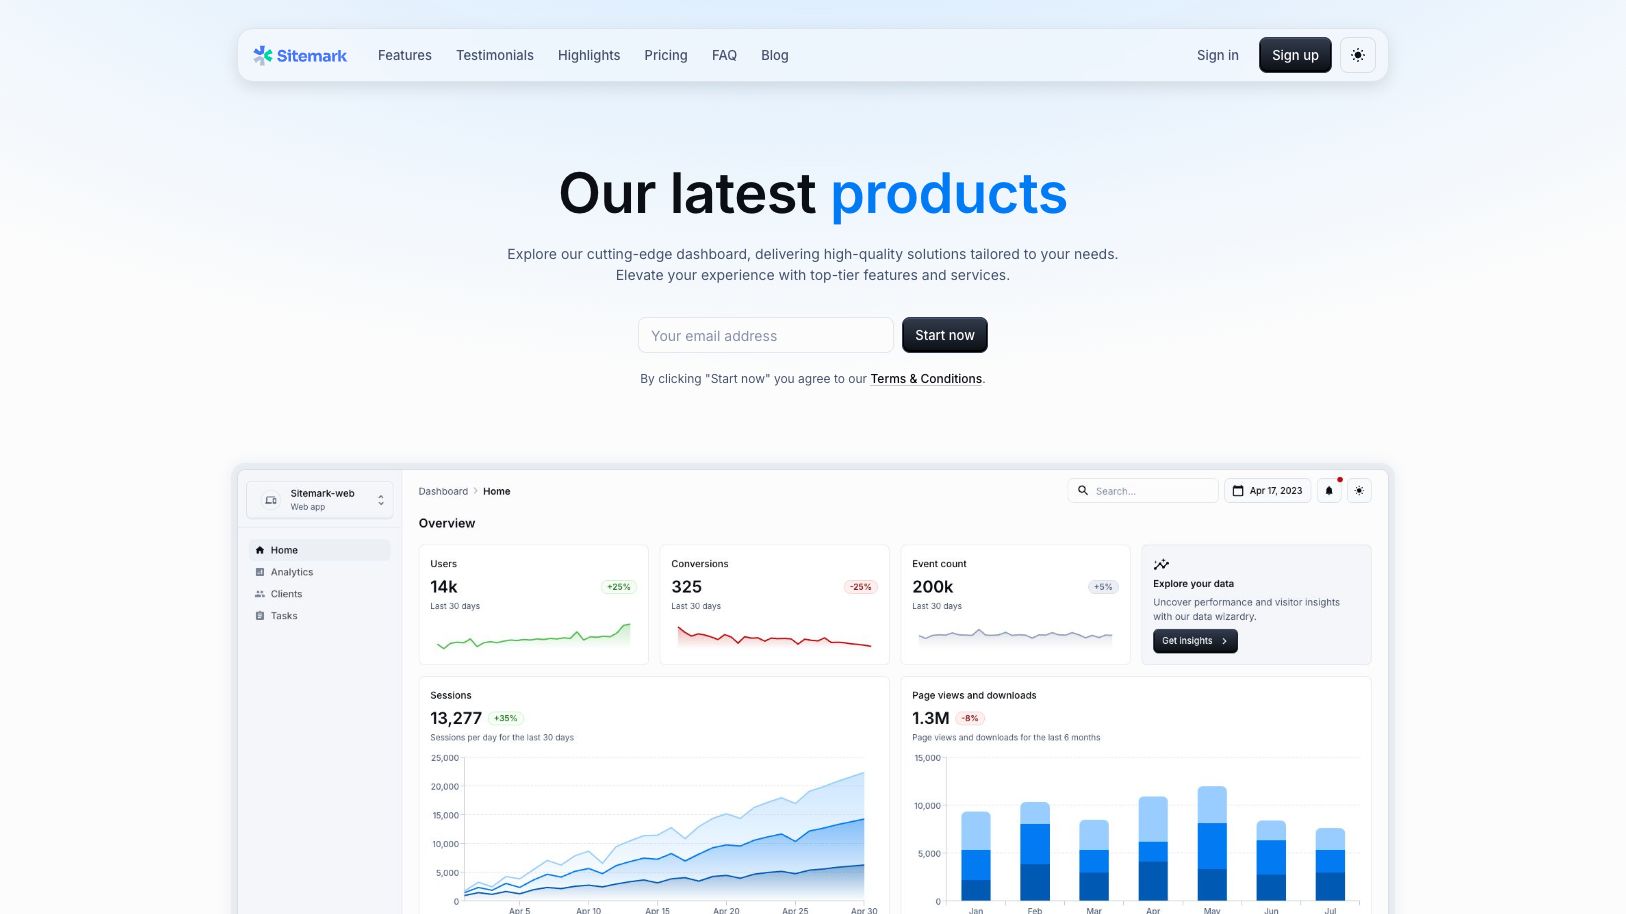 Sitemark
Features
Testimonials
Highlights
Pricing
FAQ
Blog
Sign in
Sign up
Our latest products
Explore our cutting-edge dashboard, delivering high-quality solutions tailored to your needs.
Elevate your experience with top-tier features and services.
Your email address
Start now
By clicking "Start now" you agree to our Terms & Conditions.
Sitemark-web
Web app
Home
Analytics
Clients
Tasks
Dashboard
Home
Search...
Apr 17, 2023
Overview
Users
14k
+25%
Last 30 days
Conversions
325
-25%
Last 30 days
Event count
200k
+5%
Last 30 days
Explore your data
Uncover performance and visitor insights
with our data wizardry.
Get insights
Sessions
13,277
+35%
Sessions per day for the last 30 days
25,000
20,000
15,000
10,000
5,000
0
Apr 5
Apr 10
Apr 15
Apr 20
Apr 25
Apr 30
Page views and downloads
1.3M
-8%
Page views and downloads for the last 6 months
15,000
10,000
5,000
0
Jan
Feb
Mar
Apr
May
Jun
Jul